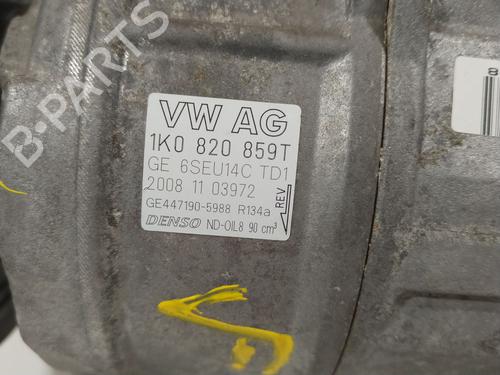 B-PARTS
VW AG
1K0 820 859T
GE 6SEU14C TD1
2008 11 03972
GE447190-5988 R134a
DENSO ND-OIL8 90 cm³
REV